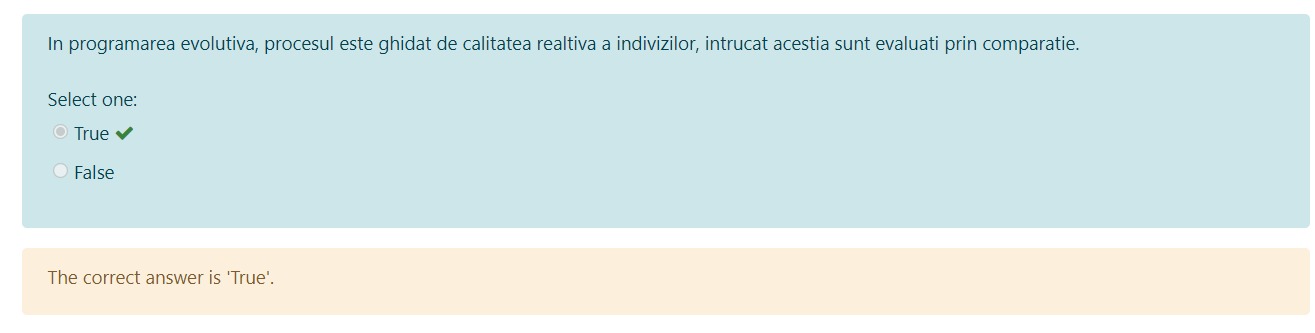 In programarea evolutiva, procesul este ghidat de calitatea realtiva a indivizilor, intrucat acestia sunt evaluati prin comparatie.
Select one:
True
False
The correct answer is 'True'.